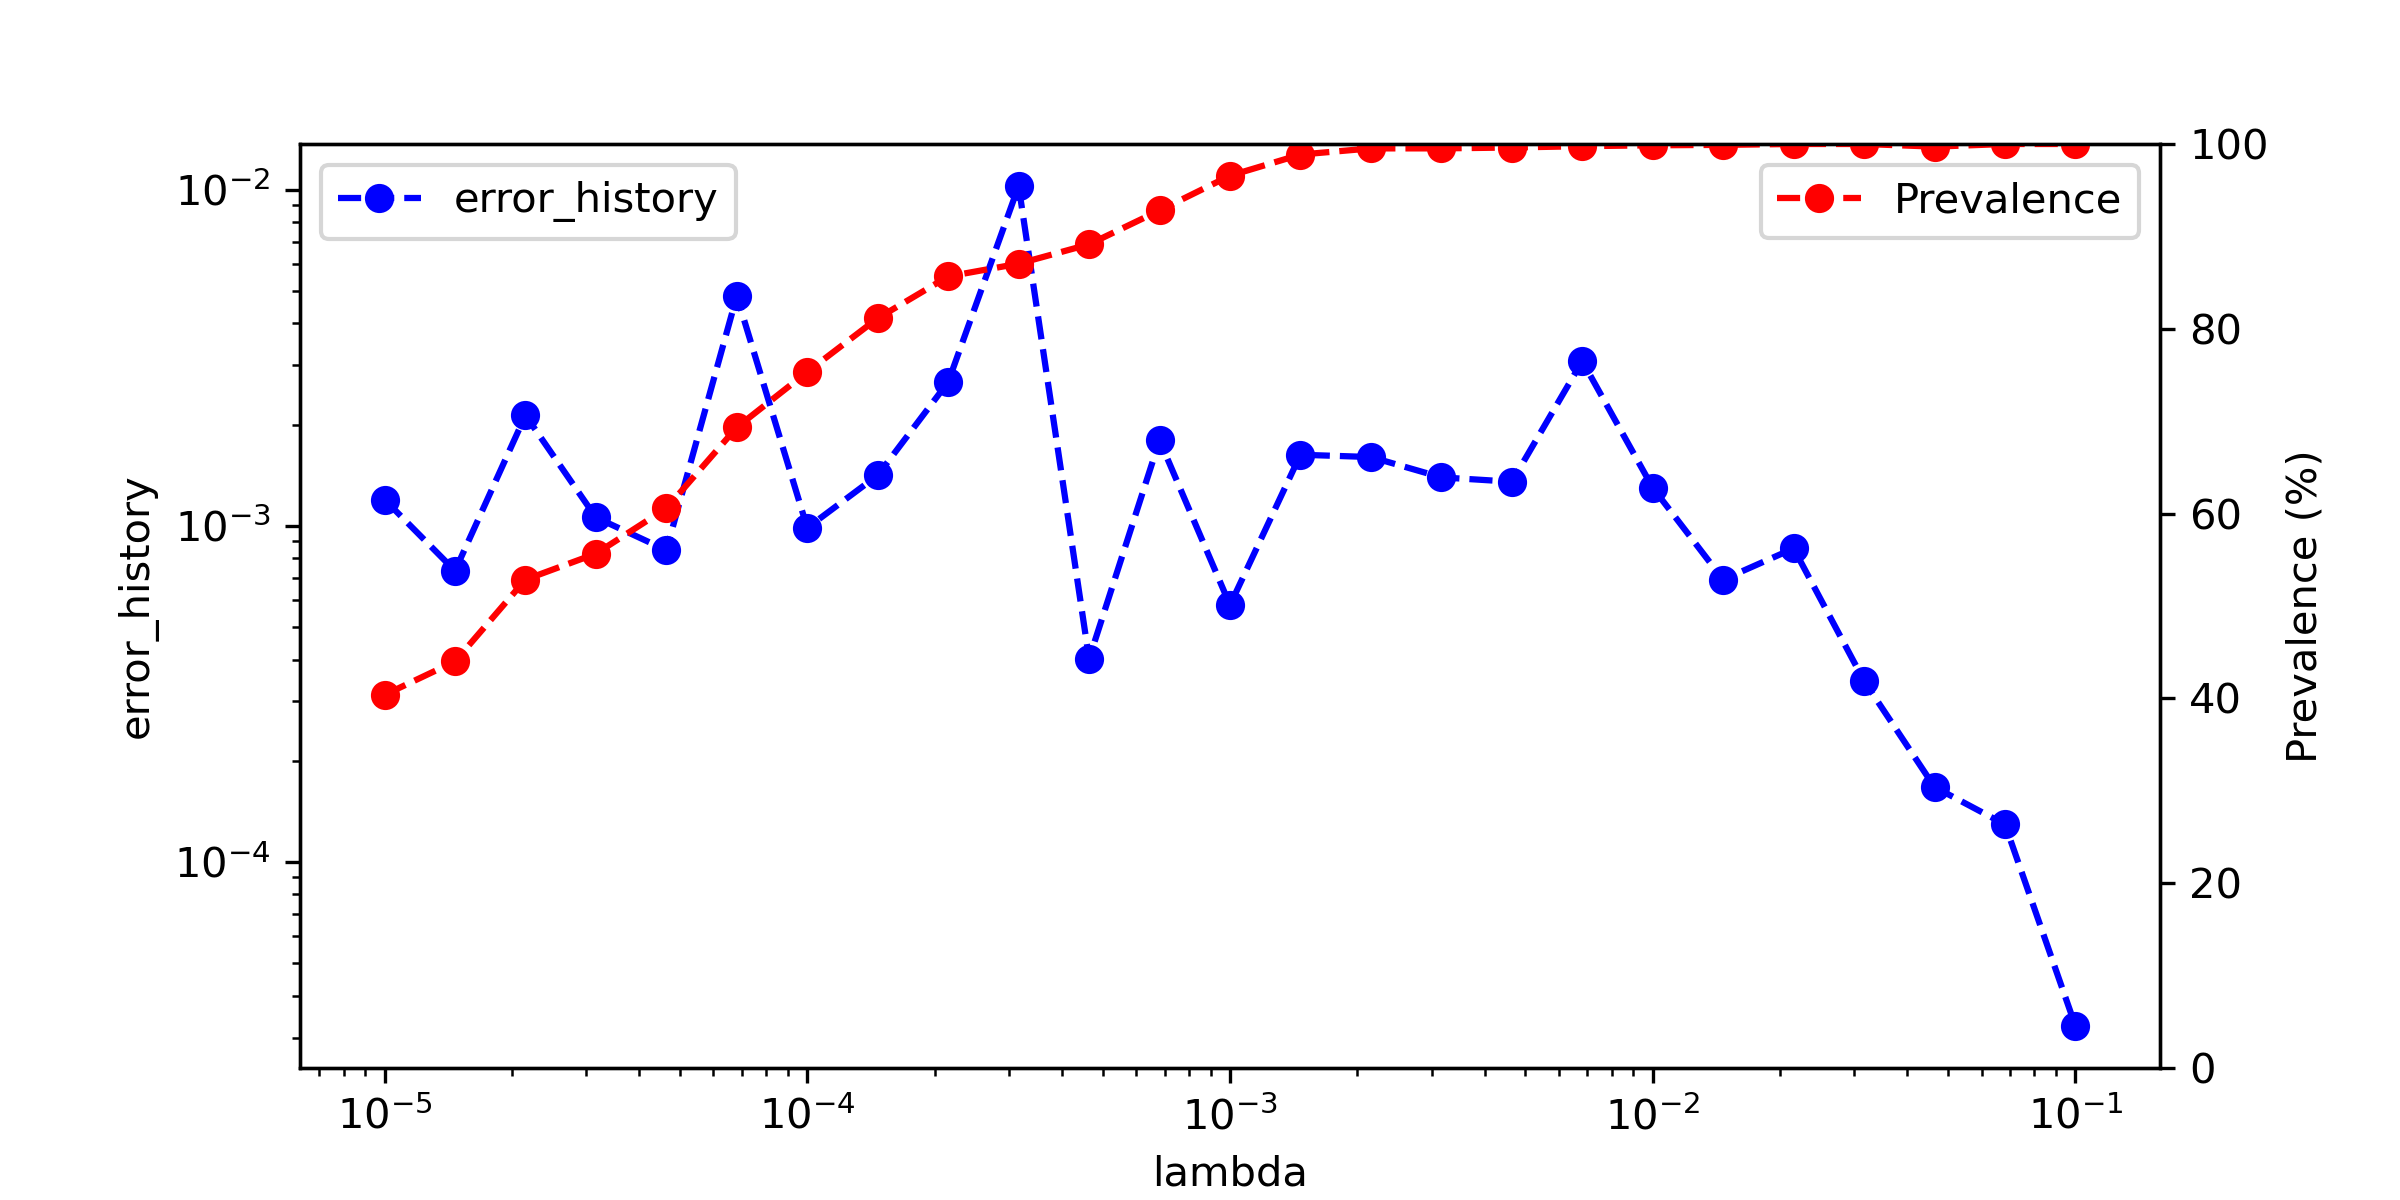 error_history
Prevalence
10⁻²
10⁻³
10⁻⁴
error_history
100
80
60
40
20
0
Prevalence (%)
10⁻⁵
10⁻⁴
10⁻³
10⁻²
10⁻¹
lambda